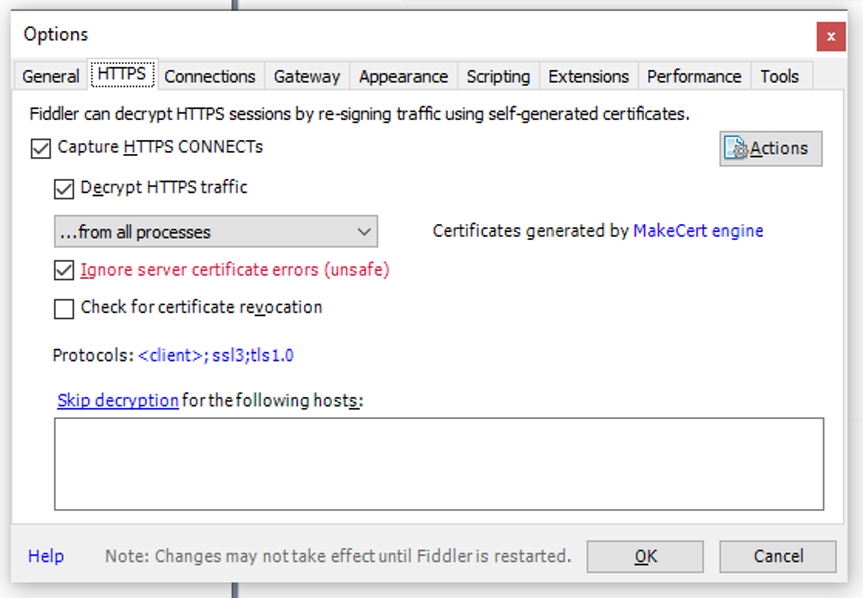 Options
x
General HTTPS Connections Gateway Appearance Scripting Extensions Performance Tools
Fiddler can decrypt HTTPS sessions by re-signing traffic using self-generated certificates.
Capture HTTPS CONNECTs
Actions
Decrypt HTTPS traffic
...from all processes
Certificates generated by MakeCert engine
Ignore server certificate errors (unsafe)
Check for certificate revocation
Protocols: <client>;ssl3;tls1.0
Skip decryption for the following hosts:
Help
Note: Changes may not take effect until Fiddler is restarted.
OK
Cancel